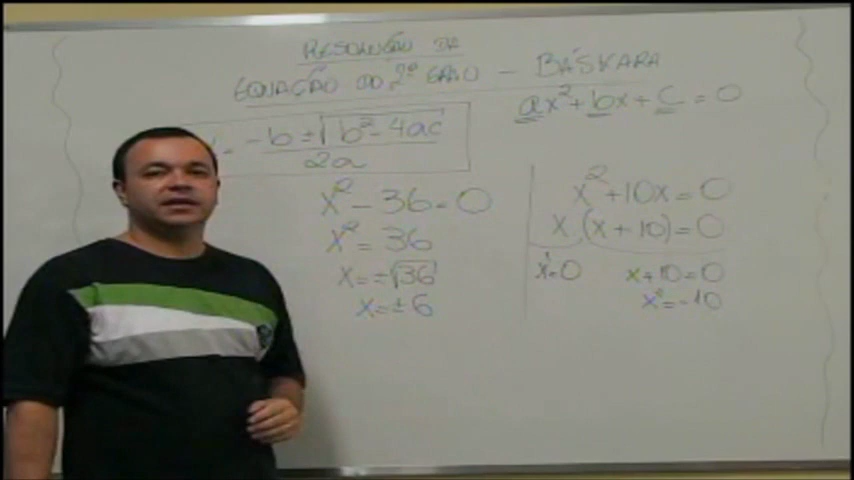 RESOLUÇÃO DA
EQUAÇÃO DO 2º GRAU - BÁSKARA
ax² + bx + c = 0
-b ± √b² - 4ac
2a
x² - 36 = 0
x² = 36
x = ± √36
x = ± 6
x² + 10x = 0
x (x + 10) = 0
x' = 0
x + 10 = 0
x" = -10